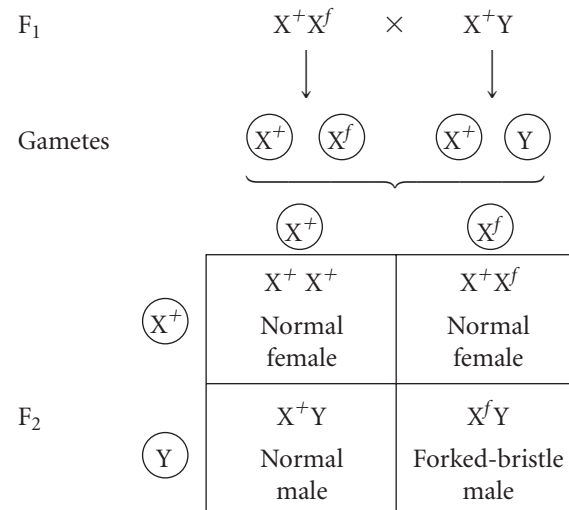 F₁ X⁺Xᶠ × X⁺Y
Gametes X⁺ Xᶠ X⁺ Y
X⁺ Xᶠ
X⁺ X⁺ X⁺Xᶠ
X⁺ Normal Normal
female female
F₂ X⁺Y XᶠY
Y Normal Forked-bristle
male male